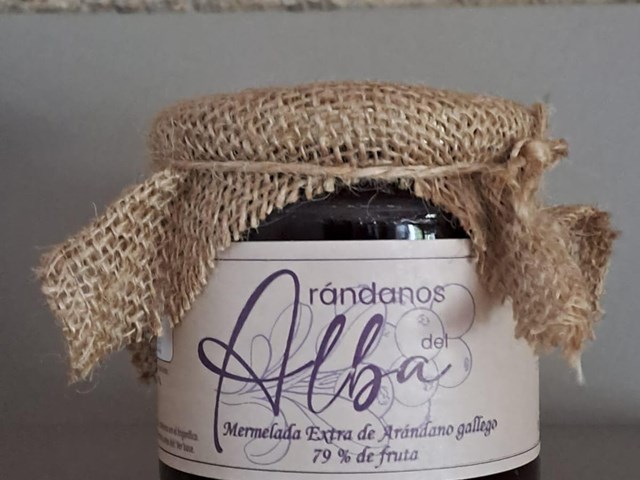 Arándanos
del
Alba
Mermelada Extra de Arándano gallego
79 % de fruta